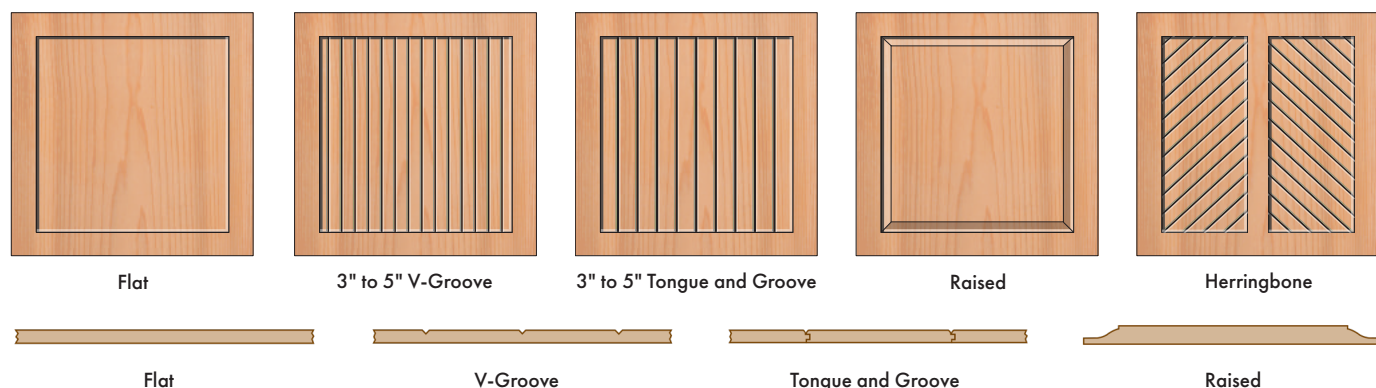 Flat
3" to 5" V-Groove
3" to 5" Tongue and Groove
Raised
Herringbone
Flat
V-Groove
Tongue and Groove
Raised